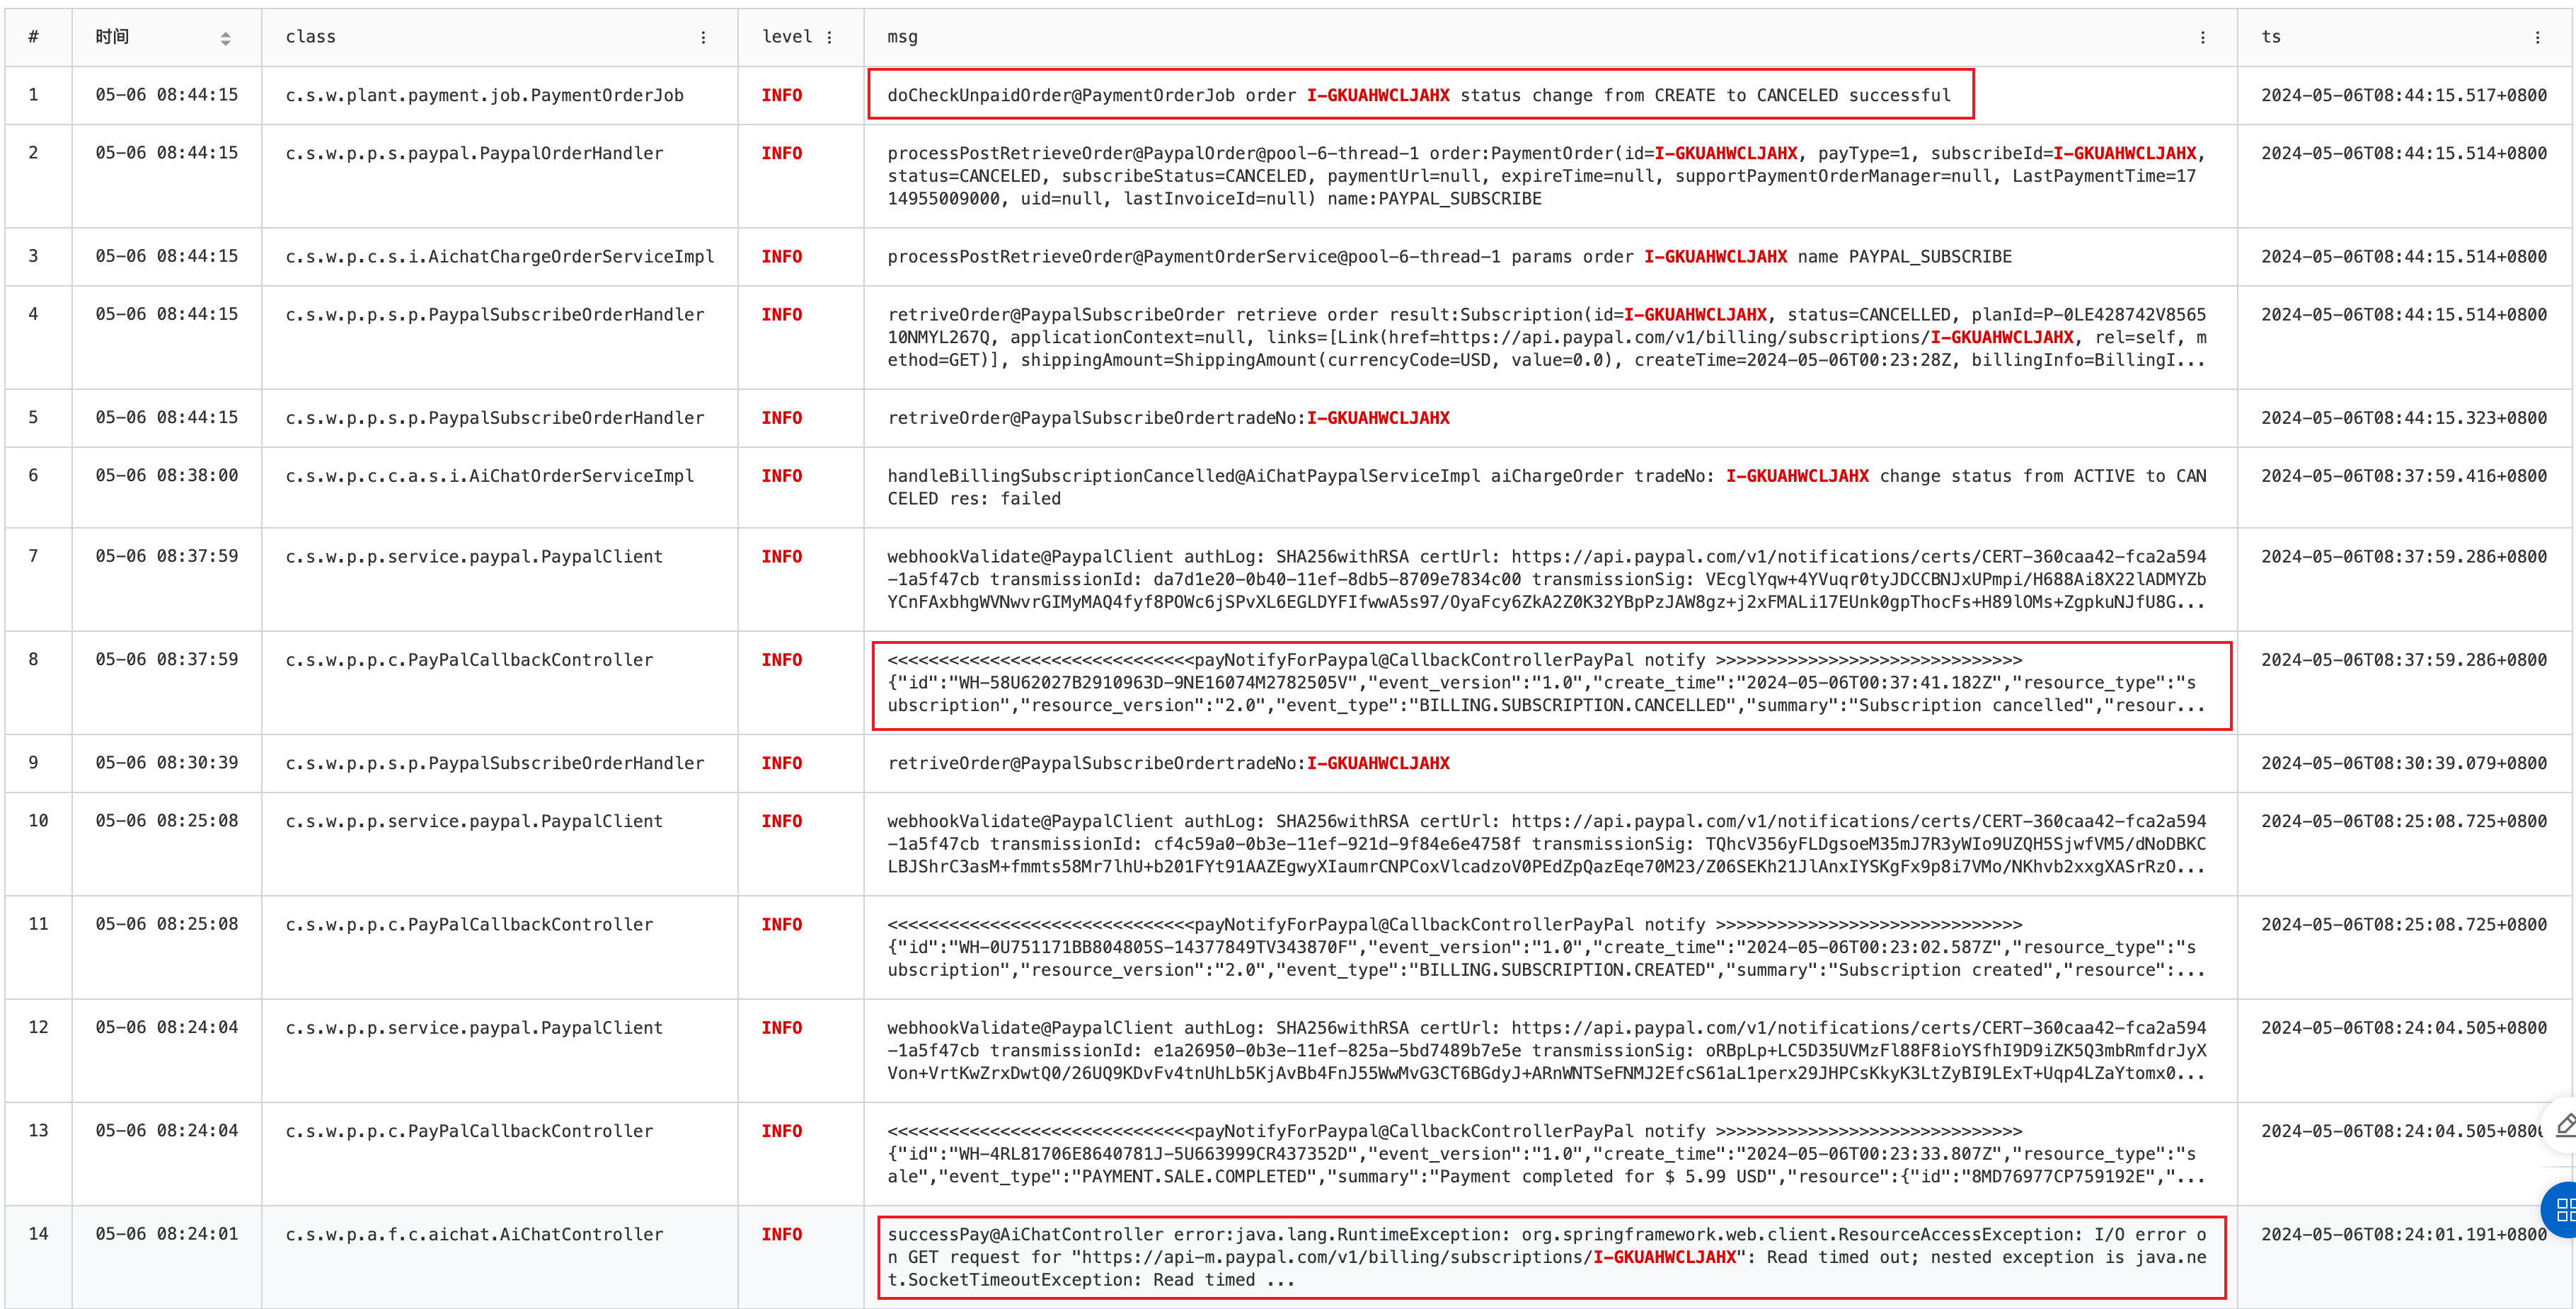 # 时间 class level msg ts
1 05-06 08:44:15 c.s.w.plant.payment.job.PaymentOrderJob INFO doCheckUnpaidOrder@PaymentOrderJob order I-GKUAHWCLJAHX status change from CREATE to CANCELED successful 2024-05-06T08:44:15.517+0800
2 05-06 08:44:15 c.s.w.p.p.s.paypal.PaypalOrderHandler INFO processPostRetrieveOrder@PaypalOrder@pool-6-thread-1 order:PaymentOrder(id=I-GKUAHWCLJAHX, payType=1, subscribeId=I-GKUAHWCLJAHX, 2024-05-06T08:44:15.514+0800
status=CANCELED, subscribeStatus=CANCELED, paymentUrl=null, expireTime=null, supportPaymentOrderManager=null, LastPaymentTime=17
14955009000, uid=null, lastInvoiceId=null) name:PAYPAL_SUBSCRIBE
3 05-06 08:44:15 c.s.w.p.c.s.i.AichatChargeOrderServiceImpl INFO processPostRetrieveOrder@PaymentOrderService@pool-6-thread-1 params order I-GKUAHWCLJAHX name PAYPAL_SUBSCRIBE 2024-05-06T08:44:15.514+0800
4 05-06 08:44:15 c.s.w.p.p.s.p.PaypalSubscribeOrderHandler INFO retriveOrder@PaypalSubscribeOrder retrieve order result:Subscription(id=I-GKUAHWCLJAHX, status=CANCELLED, planId=P-0LE428742V8565 2024-05-06T08:44:15.514+0800
10NMYL267Q, applicationContext=null, links=[Link(href=https://api.paypal.com/v1/billing/subscriptions/I-GKUAHWCLJAHX, rel=self, m
ethod=GET)], shippingAmount=ShippingAmount(currencyCode=USD, value=0.0), createTime=2024-05-06T00:23:28Z, billingInfo=BillingI...
5 05-06 08:44:15 c.s.w.p.p.s.p.PaypalSubscribeOrderHandler INFO retriveOrder@PaypalSubscribeOrdertradeNo:I-GKUAHWCLJAHX 2024-05-06T08:44:15.323+0800
6 05-06 08:38:00 c.s.w.p.c.c.a.s.i.AiChatOrderServiceImpl INFO handleBillingSubscriptionCancelled@AiChatPaypalServiceImpl aiChargeOrder tradeNo: I-GKUAHWCLJAHX change status from ACTIVE to CAN 2024-05-06T08:37:59.416+0800
CELED res: failed
7 05-06 08:37:59 c.s.w.p.p.service.paypal.PaypalClient INFO webhookValidate@PaypalClient authLog: SHA256withRSA certUrl: https://api.paypal.com/v1/notifications/certs/CERT-360caa42-fca2a594 2024-05-06T08:37:59.286+0800
-1a5f47cb transmissionId: da7d1e20-0b40-11ef-8db5-8709e7834c00 transmissionSig: VEcglYqw+4YVuqr0tyJDCCBNJxUPmpi/H688Ai8X22lADMYZb
YCnFAxbhgWVNwvrGIMyMAQ4fyf8POWc6jSPvXL6EGLDYFIfwwA5s97/OyaFcy6ZkA2Z0K32YBpPzJAW8gz+j2xFMALi17EUnk0gpThocFs+H89lOMs+ZgpkuNJfU8G...
8 05-06 08:37:59 c.s.w.p.p.c.PayPalCallbackController INFO <<<<<<<<<<<<<<<<<<<<<<<<<<<<<<payNotifyForPaypal@CallbackControllerPayPal notify >>>>>>>>>>>>>>>>>>>>>>>>>>>>>> 2024-05-06T08:37:59.286+0800
{"id":"WH-58U62027B2910963D-9NE16074M2782505V","event_version":"1.0","create_time":"2024-05-06T00:37:41.182Z","resource_type":"s
ubscription","resource_version":"2.0","event_type":"BILLING.SUBSCRIPTION.CANCELLED","summary":"Subscription cancelled","resour...
9 05-06 08:30:39 c.s.w.p.p.s.p.PaypalSubscribeOrderHandler INFO retriveOrder@PaypalSubscribeOrdertradeNo:I-GKUAHWCLJAHX 2024-05-06T08:30:39.079+0800
10 05-06 08:25:08 c.s.w.p.p.service.paypal.PaypalClient INFO webhookValidate@PaypalClient authLog: SHA256withRSA certUrl: https://api.paypal.com/v1/notifications/certs/CERT-360caa42-fca2a594 2024-05-06T08:25:08.725+0800
-1a5f47cb transmissionId: cf4c59a0-0b3e-11ef-921d-9f84e6e4758f transmissionSig: TQhcV356yFLDgsoeM35mJ7R3yWIo9UZQH5SjwfVM5/dNoDBKC
LBJShrC3asM+fmmts58Mr7lhU+b201FYt91AAZEgwyXIaumrCNPCoxVlcadzoV0PEdZpQazEqe70M23/Z06SEKh21JlAnxIYSKgFx9p8i7VMo/NKhvb2xxgXASrRzO...
11 05-06 08:25:08 c.s.w.p.p.c.PayPalCallbackController INFO <<<<<<<<<<<<<<<<<<<<<<<<<<<<<<payNotifyForPaypal@CallbackControllerPayPal notify >>>>>>>>>>>>>>>>>>>>>>>>>>>>>> 2024-05-06T08:25:08.725+0800
{"id":"WH-0U751171BB804805S-14377849TV343870F","event_version":"1.0","create_time":"2024-05-06T00:23:02.587Z","resource_type":"s
ubscription","resource_version":"2.0","event_type":"BILLING.SUBSCRIPTION.CREATED","summary":"Subscription created","resource":...
12 05-06 08:24:04 c.s.w.p.p.service.paypal.PaypalClient INFO webhookValidate@PaypalClient authLog: SHA256withRSA certUrl: https://api.paypal.com/v1/notifications/certs/CERT-360caa42-fca2a594 2024-05-06T08:24:04.505+0800
-1a5f47cb transmissionId: e1a26950-0b3e-11ef-825a-5bd7489b7e5e transmissionSig: oRBpLp+LC5D35UVMzFl88F8ioYSfhI9D9iZK5Q3mbRmfdrJyX
Von+VrtKwZrxDwtQ0/26UQ9KDvFv4tnUhLb5KjAvBb4FnJ55WwMvG3CT6BGdyJ+ARnWNTSeFNMJ2EfcS61aL1perx29JHPCsKkyK3LtZyBI9LExT+Uqp4LZaYtomx0...
13 05-06 08:24:04 c.s.w.p.p.c.PayPalCallbackController INFO <<<<<<<<<<<<<<<<<<<<<<<<<<<<<<payNotifyForPaypal@CallbackControllerPayPal notify >>>>>>>>>>>>>>>>>>>>>>>>>>>>>> 2024-05-06T08:24:04.505+0800
{"id":"WH-4RL81706E8640781J-5U663999CR437352D","event_version":"1.0","create_time":"2024-05-06T00:23:33.807Z","resource_type":"s
ale","event_type":"PAYMENT.SALE.COMPLETED","summary":"Payment completed for $ 5.99 USD","resource":{"id":"8MD76977CP759192E","...
14 05-06 08:24:01 c.s.w.p.a.f.c.aichat.AiChatController INFO successPay@AiChatController error:java.lang.RuntimeException: org.springframework.web.client.ResourceAccessException: I/O error o 2024-05-06T08:24:01.191+0800
n GET request for "https://api-m.paypal.com/v1/billing/subscriptions/I-GKUAHWCLJAHX": Read timed out; nested exception is java.ne
t.SocketTimeoutException: Read timed ...